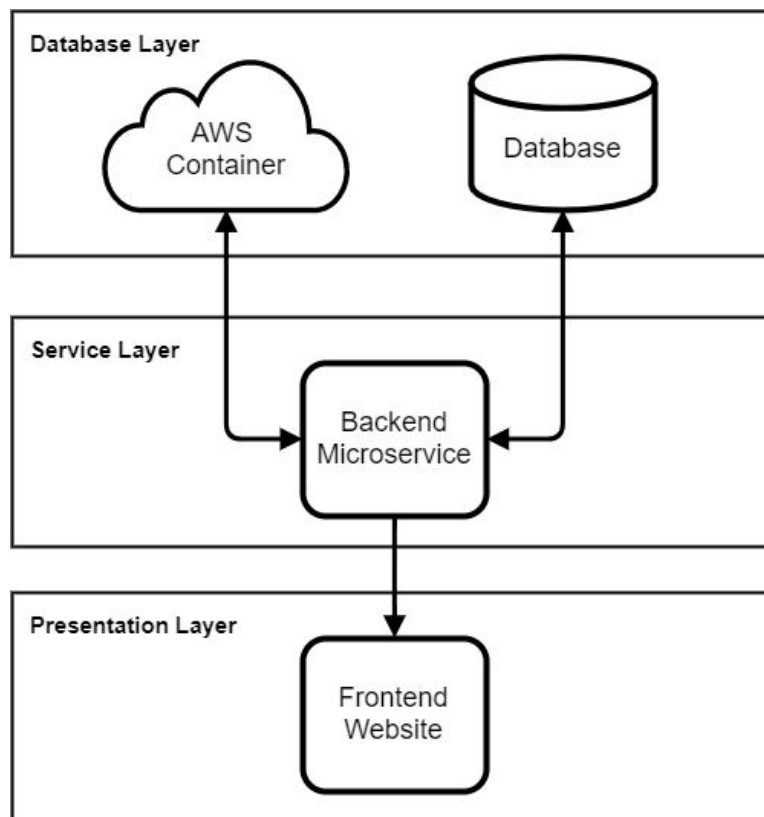 Database Layer
AWS
Container
Database
Service Layer
Backend
Microservice
Presentation Layer
Frontend
Website